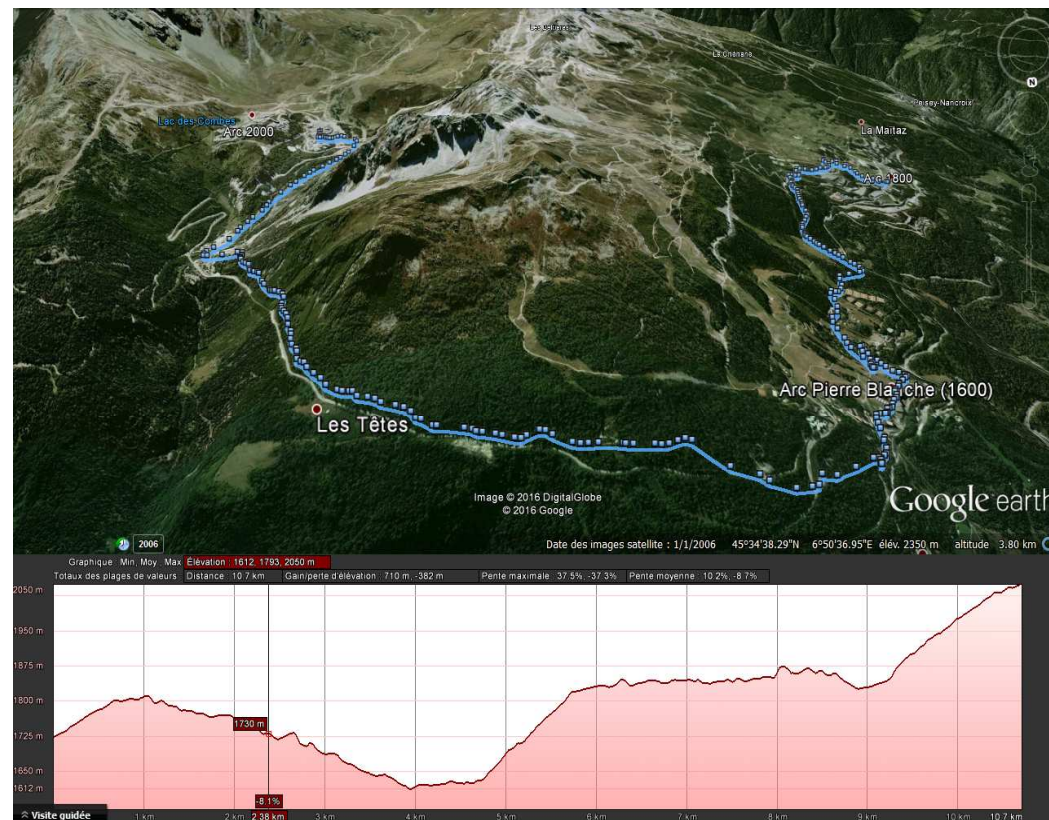 Les Deux Têtes
La Chenarie
N
Peisey-Nancroix
Lac des Combes
Arc 2000
La Maïtaz
Arc 1800
Arc Pierre Blanche (1600)
Les Têtes
Image © 2016 DigitalGlobe
© 2016 Google
Google earth
2006
Date des images satellite : 1/1/2006 45°34'38.29"N 6°50'36.95"E élév. 2350 m altitude 3.80 km
Graphique Min, Moy, Max Élévation : 1612, 1793, 2050 m
Totaux des plages de valeurs Distance : 10.7 km Gain/perte d'élévation : 710 m, -382 m Pente maximale : 37.5%, -37.3% Pente moyenne : 10.2%, -8.7%
2050 m
1950 m
1875 m
1800 m
1730 m
1725 m
1650 m
1612 m
-8.1%
Visite guidée 1 km 2 km 2.38 km 3 km 4 km 5 km 6 km 7 km 8 km 9 km 10 km 10.7 km